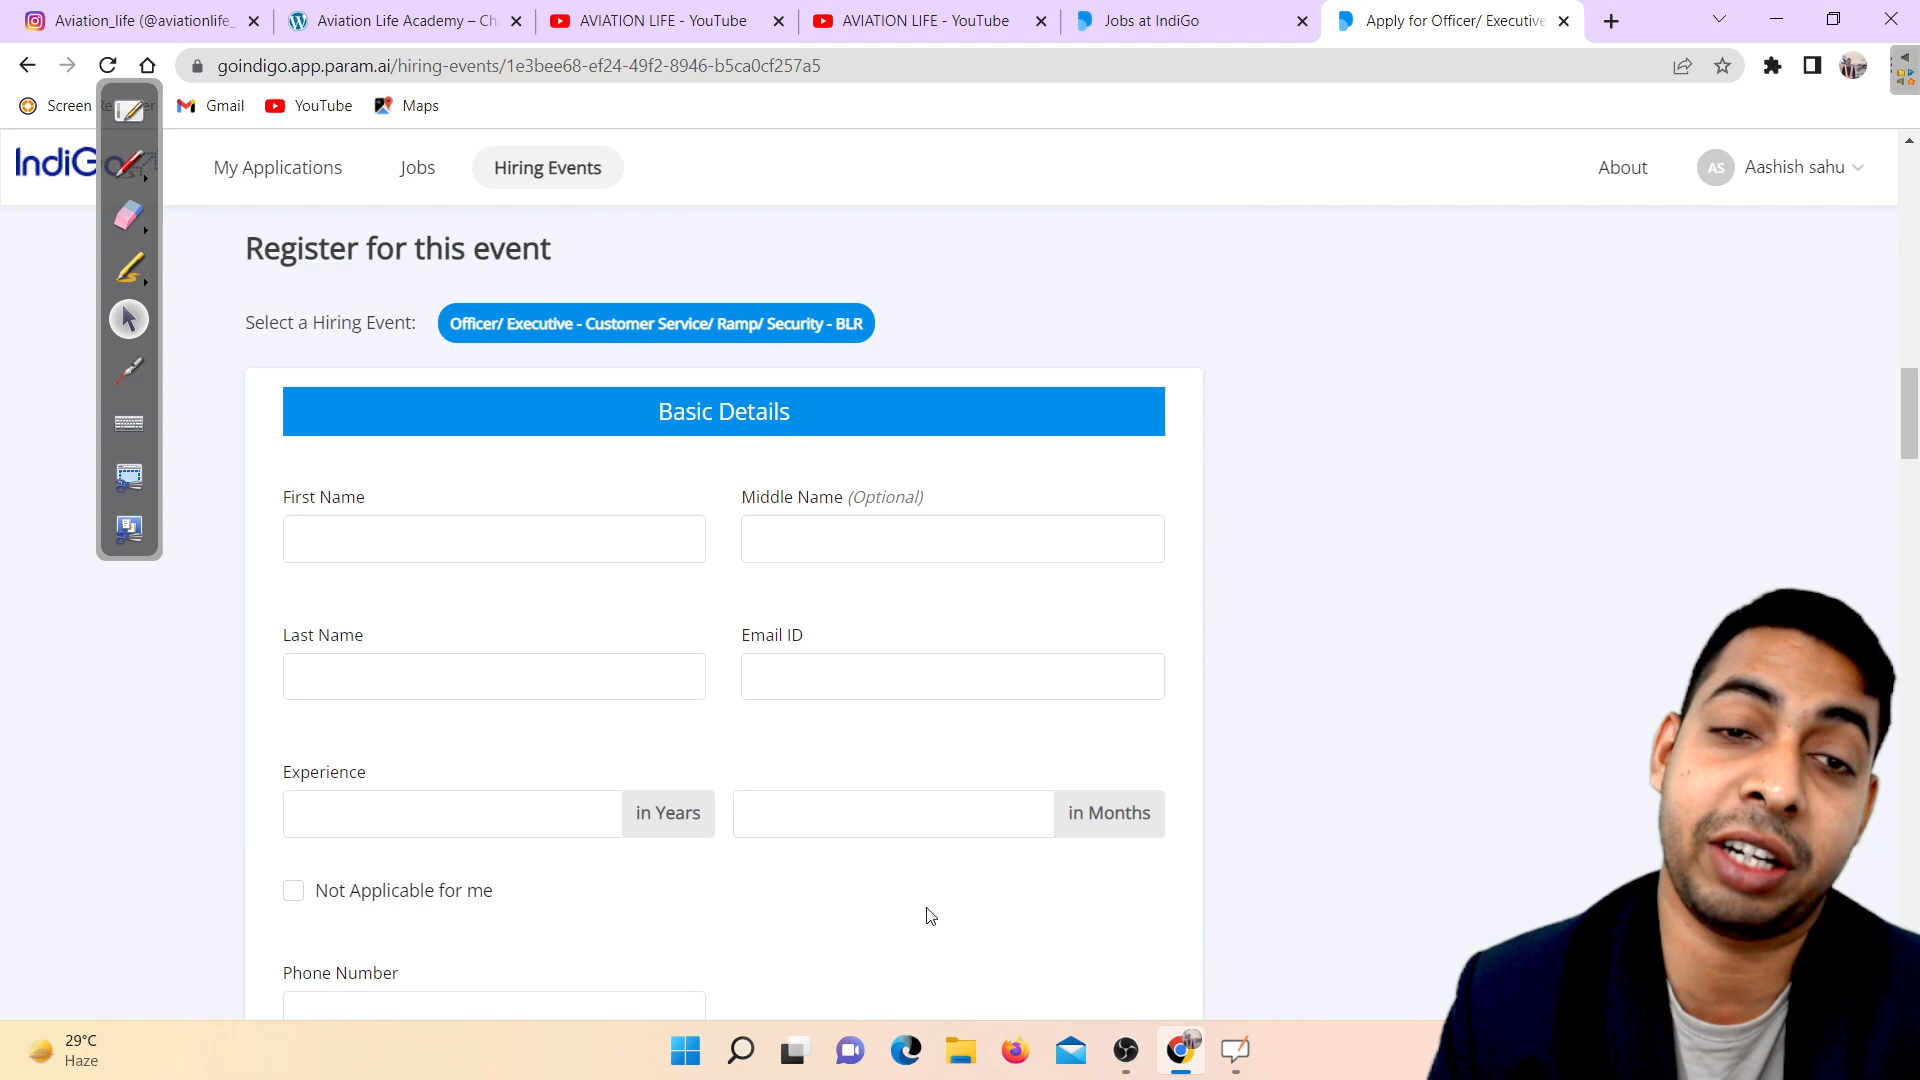 Aviation_life (@aviationlife_
Aviation Life Academy – Ch
AVIATION LIFE - YouTube
AVIATION LIFE - YouTube
Jobs at IndiGo
Apply for Officer/ Executive
goindigo.app.param.ai/hiring-events/1e3bee68-ef24-49f2-8946-b5ca0cf257a5
Screen
Gmail
YouTube
Maps
IndiGo
My Applications
Jobs
Hiring Events
About
AS
Aashish sahu
Register for this event
Select a Hiring Event:
Officer/ Executive - Customer Service/ Ramp/ Security - BLR
Basic Details
First Name
Middle Name (Optional)
Last Name
Email ID
Experience
in Years
in Months
Not Applicable for me
Phone Number
29°C
Haze